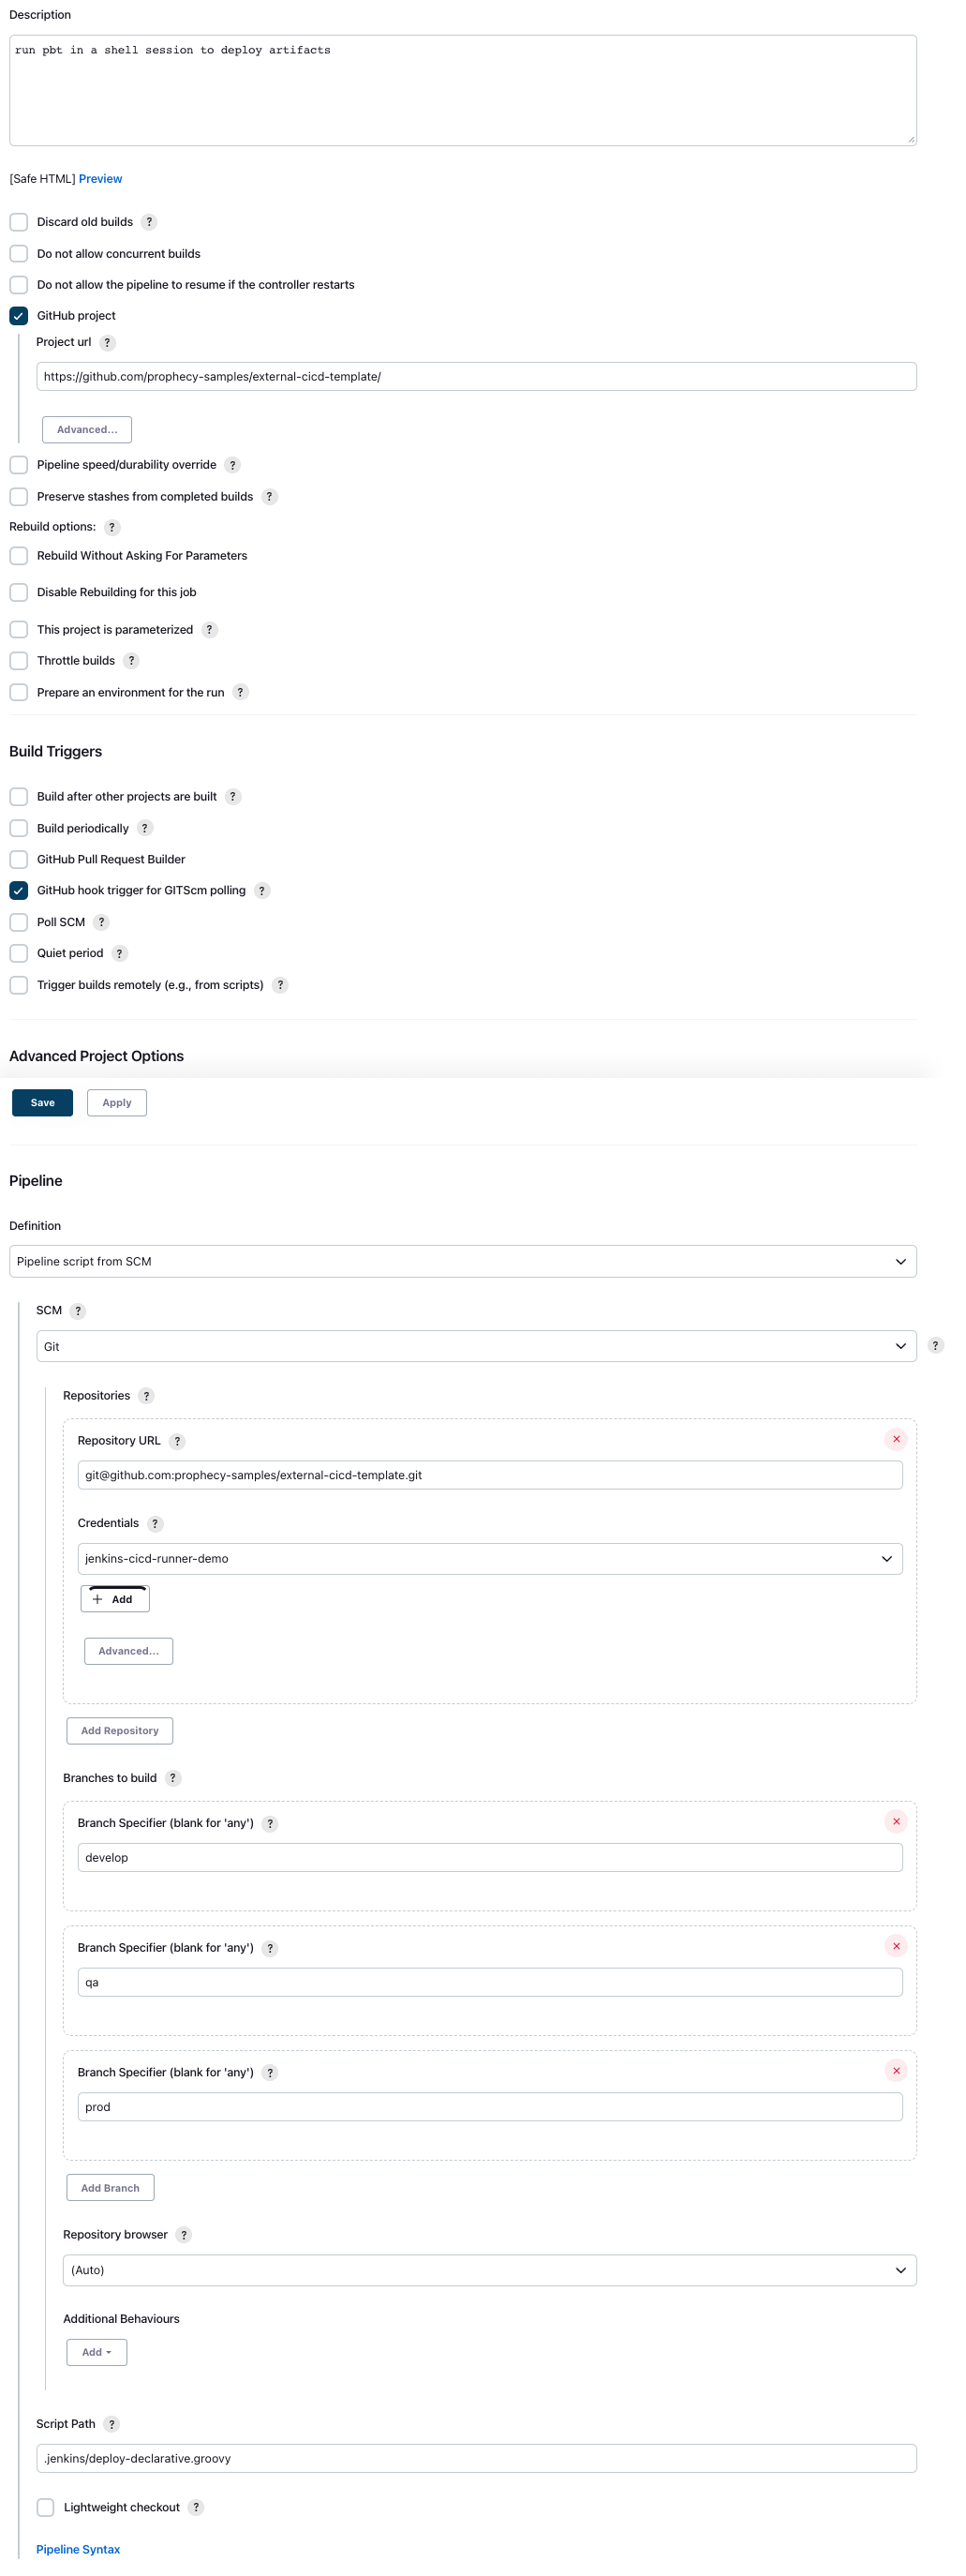 Description
run pbt in a shell session to deploy artifacts
[Safe HTML] Preview
Discard old builds ?
Do not allow concurrent builds
Do not allow the pipeline to resume if the controller restarts
GitHub project
Project url ?
https://github.com/prophecy-samples/external-cicd-template/
Advanced...
Pipeline speed/durability override ?
Preserve stashes from completed builds ?
Rebuild options: ?
Rebuild Without Asking For Parameters
Disable Rebuilding for this job
This project is parameterized ?
Throttle builds ?
Prepare an environment for the run ?
Build Triggers
Build after other projects are built ?
Build periodically ?
GitHub Pull Request Builder
GitHub hook trigger for GITScm polling ?
Poll SCM ?
Quiet period ?
Trigger builds remotely (e.g., from scripts) ?
Advanced Project Options
Save Apply
Pipeline
Definition
Pipeline script from SCM
SCM ?
Git ?
Repositories ?
Repository URL ?
git@github.com:prophecy-samples/external-cicd-template.git
Credentials ?
jenkins-cicd-runner-demo
+ Add
Advanced...
Add Repository
Branches to build ?
Branch Specifier (blank for 'any') ?
develop
Branch Specifier (blank for 'any') ?
qa
Branch Specifier (blank for 'any') ?
prod
Add Branch
Repository browser ?
(Auto)
Additional Behaviours
Add
Script Path ?
.jenkins/deploy-declarative.groovy
Lightweight checkout ?
Pipeline Syntax